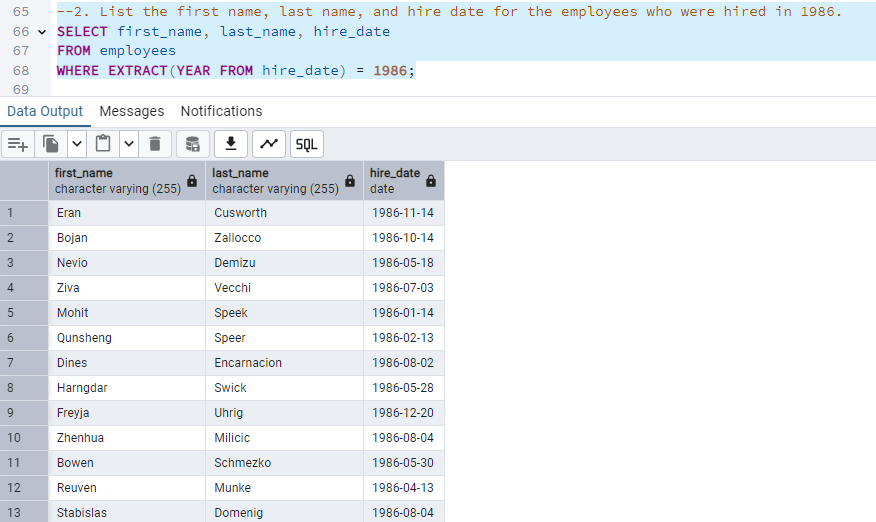 65 --2. List the first name, last name, and hire date for the employees who were hired in 1986.
66 SELECT first_name, last_name, hire_date
67 FROM employees
68 WHERE EXTRACT(YEAR FROM hire_date) = 1986;
69
Data Output Messages Notifications
SQL
first_name last_name hire_date
character varying (255) character varying (255) date
1 Eran Cusworth 1986-11-14
2 Bojan Zallocco 1986-10-14
3 Nevio Demizu 1986-05-18
4 Ziva Vecchi 1986-07-03
5 Mohit Speek 1986-01-14
6 Qunsheng Speer 1986-02-13
7 Dines Encarnacion 1986-08-02
8 Harngdar Swick 1986-05-28
9 Freyja Uhrig 1986-12-20
10 Zhenhua Milicic 1986-08-04
11 Bowen Schmezko 1986-05-30
12 Reuven Munke 1986-04-13
13 Stabislas Domenig 1986-08-04